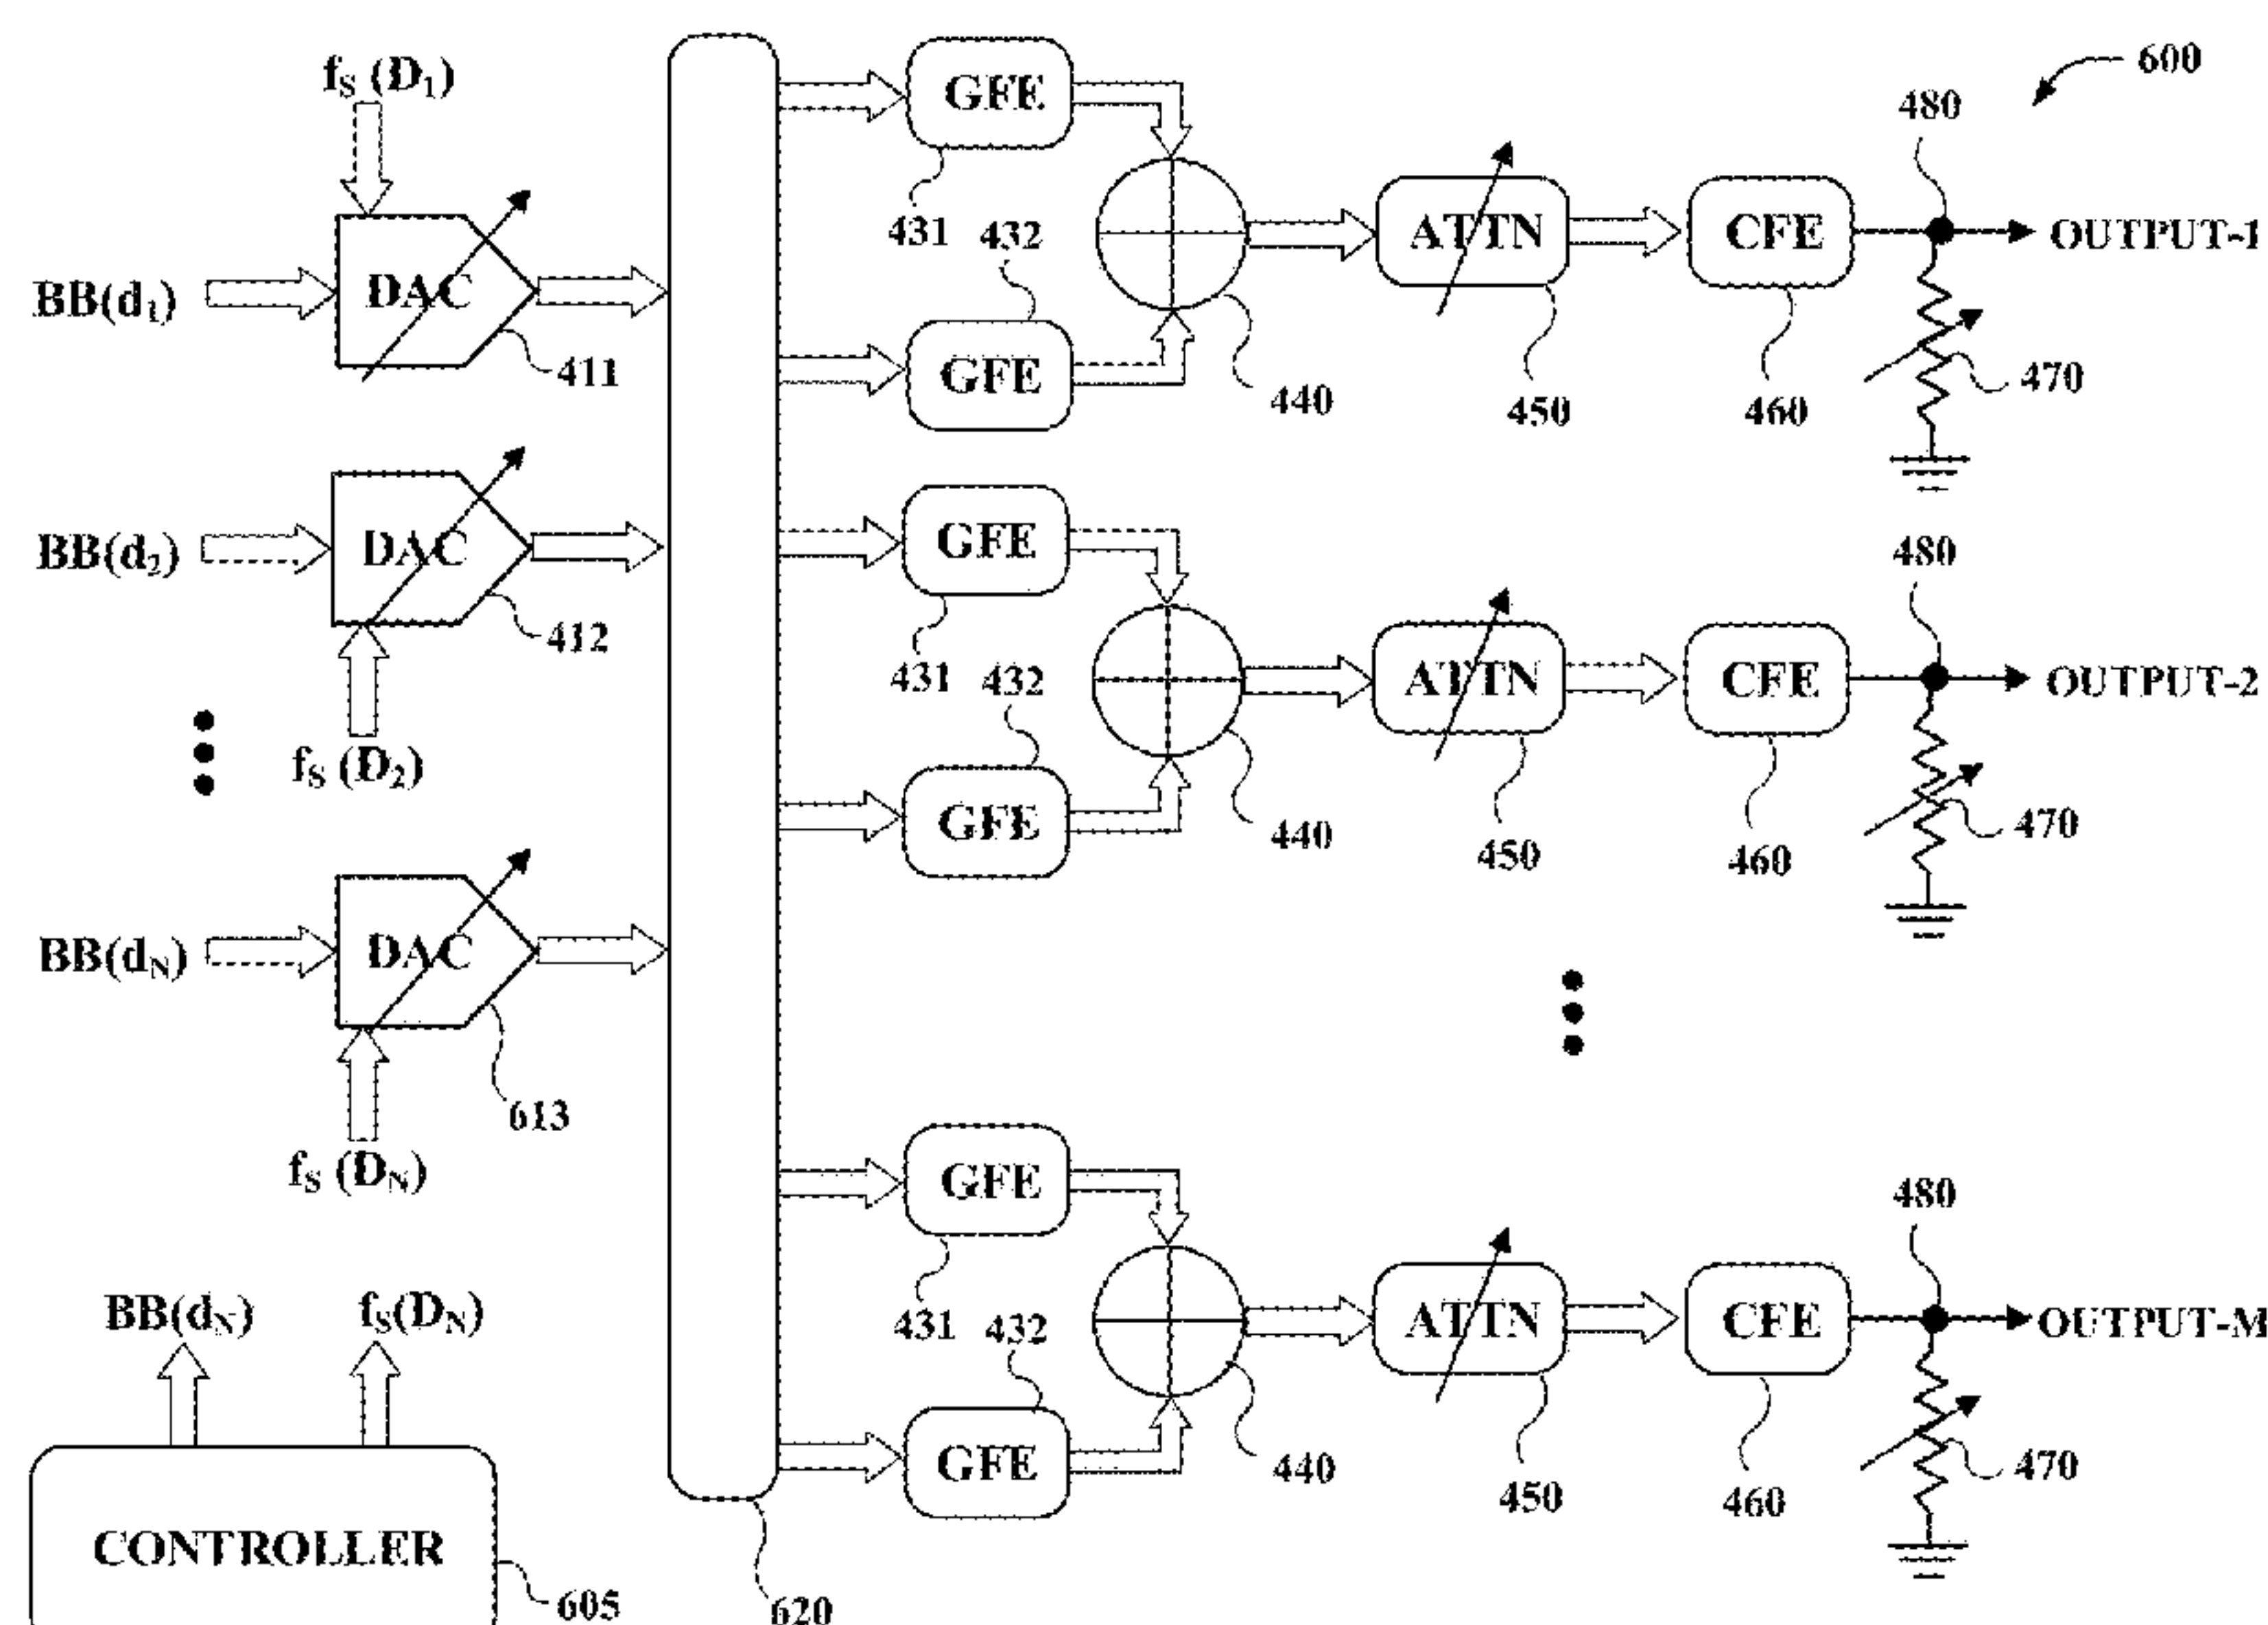 600
fS (D1)
GFE
480
431
432
ATTN
CFE
OUTPUT-1
BB(d1)
DAC
411
GFE
440
450
460
470
BB(d2)
DAC
412
fS (D2)
GFE
480
431
432
ATTN
CFE
OUTPUT-2
GFE
440
450
460
470
BB(dN)
DAC
613
fS (DN)
GFE
480
431
432
ATTN
CFE
OUTPUT-M
GFE
440
450
460
470
BB(dN)
fS(DN)
CONTROLLER
605
620